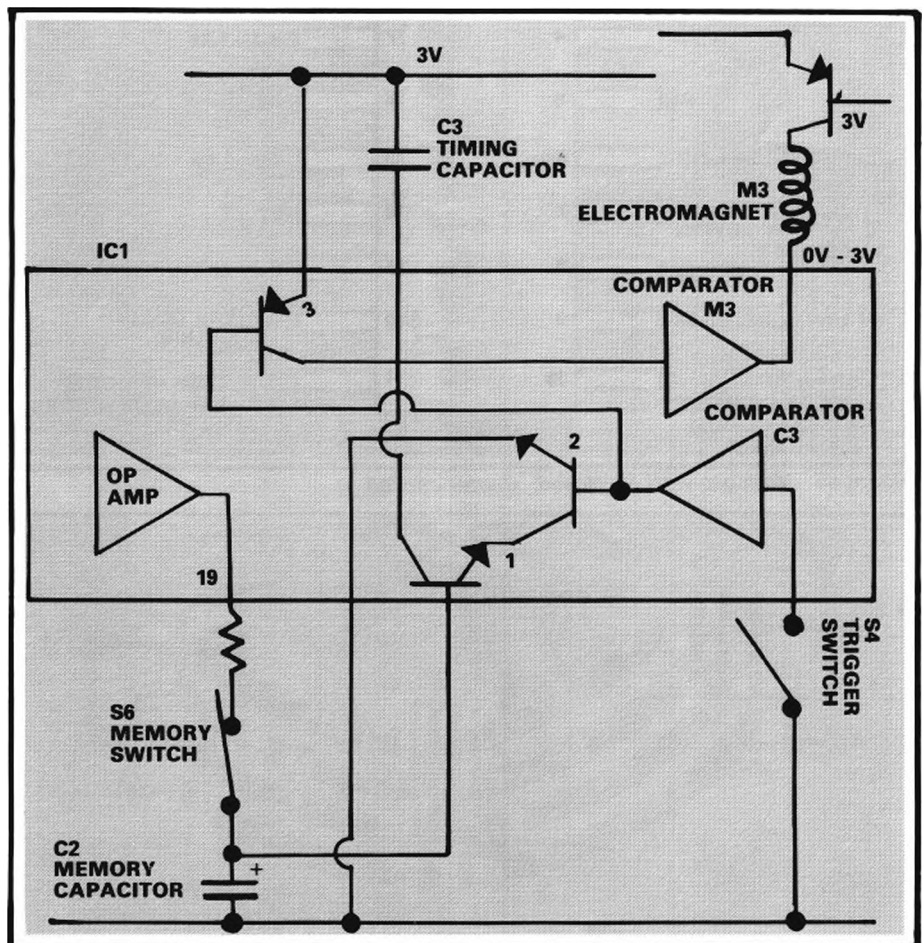 3V
C3
TIMING
CAPACITOR
3V
M3
ELECTROMAGNET
IC1
0V - 3V
COMPARATOR
M3
3
COMPARATOR
C3
2
OP
AMP
1
19
S4
TRIGGER
SWITCH
S6
MEMORY
SWITCH
C2
MEMORY
CAPACITOR
+